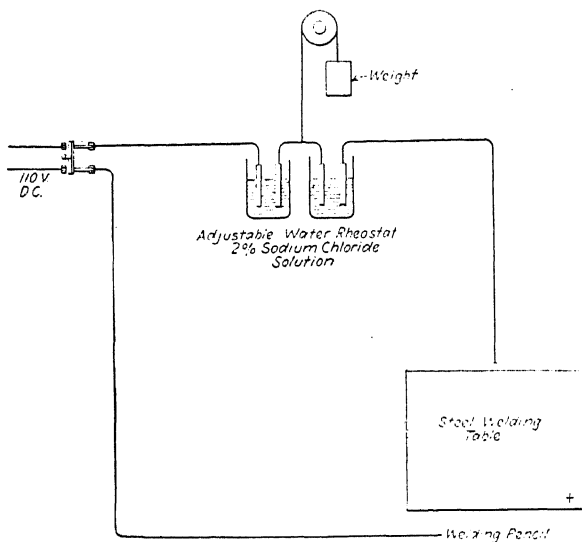 Weight
110 V.
D.C.
Adjustable Water Rheostat
2% Sodium Chloride
Solution
Steel Welding
Table
+
Welding Pencil